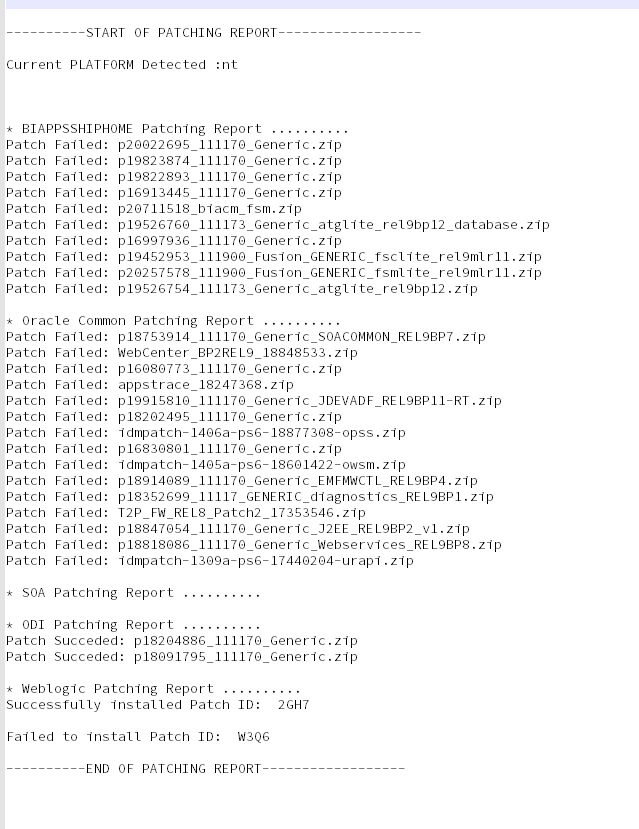 ----------START OF PATCHING REPORT------------------
Current PLATFORM Detected :nt
* BIAPPSSHIPHOME Patching Report ..........
Patch Failed: p20022695_111170_Generic.zip
Patch Failed: p19823874_111170_Generic.zip
Patch Failed: p19822893_111170_Generic.zip
Patch Failed: p16913445_111170_Generic.zip
Patch Failed: p20711518_biacm_fsm.zip
Patch Failed: p19526760_111173_Generic_atglite_rel9bp12_database.zip
Patch Failed: p16997936_111170_Generic.zip
Patch Failed: p19452953_111900_Fusion_GENERIC_fsclite_rel9mlr11.zip
Patch Failed: p20257578_111900_Fusion_GENERIC_fsmlite_rel9mlr11.zip
Patch Failed: p19526754_111173_Generic_atglite_rel9bp12.zip
* Oracle Common Patching Report ..........
Patch Failed: p18753914_111170_Generic_SOACOMMON_REL9BP7.zip
Patch Failed: WebCenter_BP2REL9_18848533.zip
Patch Failed: p16080773_111170_Generic.zip
Patch Failed: appstrace_18247368.zip
Patch Failed: p19915810_111170_Generic_JDEVADF_REL9BP11-RT.zip
Patch Failed: p18202495_111170_Generic.zip
Patch Failed: idmpatch-1406a-ps6-18877308-opss.zip
Patch Failed: p16830801_111170_Generic.zip
Patch Failed: idmpatch-1405a-ps6-18601422-owsm.zip
Patch Failed: p18914089_111170_Generic_EMFMWCTL_REL9BP4.zip
Patch Failed: p18352699_11117_GENERIC_diagnostics_REL9BP1.zip
Patch Failed: T2P_FW_REL8_Patch2_17353546.zip
Patch Failed: p18847054_111170_Generic_J2EE_REL9BP2_v1.zip
Patch Failed: p18818086_111170_Generic_Webservices_REL9BP8.zip
Patch Failed: idmpatch-1309a-ps6-17440204-urapi.zip
* SOA Patching Report ..........
* ODI Patching Report ..........
Patch Succeded: p18204886_111170_Generic.zip
Patch Succeded: p18091795_111170_Generic.zip
* Weblogic Patching Report ..........
Successfully installed Patch ID:  2GH7
Failed to install Patch ID:  W3Q6
----------END OF PATCHING REPORT------------------